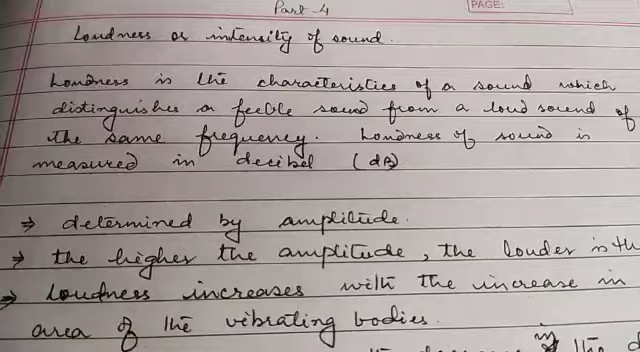 Part-4
PAGE:
Loudness or intensity of sound.
Loudness is the characteristics of a sound which
distinguishes a feeble sound from a loud sound of
the same frequency. Loudness of sound is
measured in decibel (dB)
⇒ determined by amplitude.
⇒ the higher the amplitude, the louder is th
⇒ loudness increases with the increase in
area of the vibrating bodies.
in the d